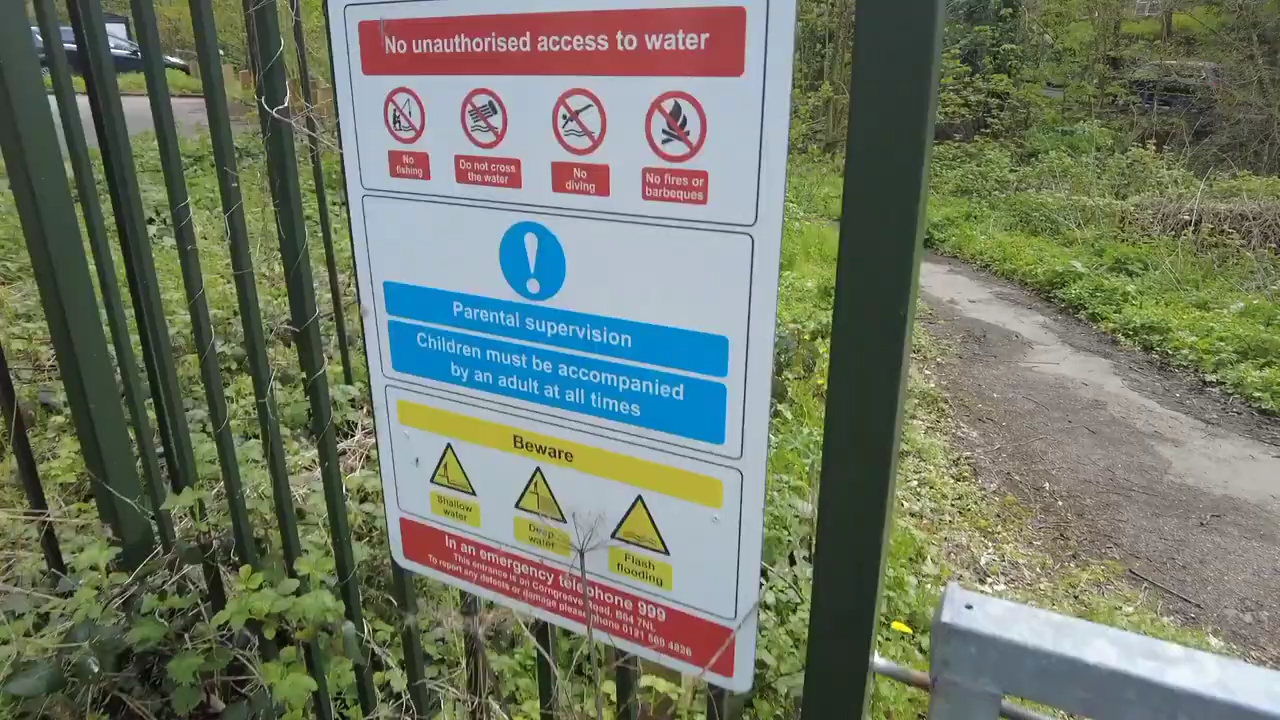 No unauthorised access to water
No
fishing
Do not cross
the water
No
diving
No fires or
barbeques
Parental supervision
Children must be accompanied
by an adult at all times
Beware
Shallow
water
Deep
water
Flash
flooding
In an emergency telephone 999
This entrance is on Corngreaves Road, B64 7NL
To report any defects or damage please phone 0121 569 4826